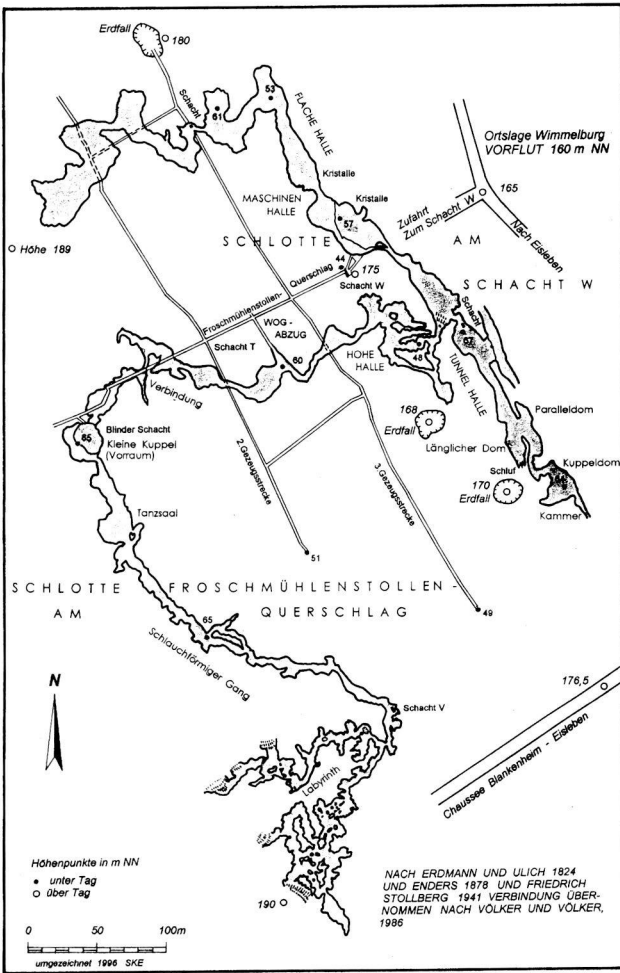 Erdfall
180
Schacht
61
53
FLACHE HALLE
Ortslage Wimmelburg
VORFLUT 160 m NN
Kristalle
Kristalle
MASCHINEN
HALLE
57
165
Zufahrt
Zum Schacht W
Nach Eisleben
Höhe 189
SCHLOTTE AM
SCHACHT W
44
175
Schacht W
Froschmühlenstollen-
Querschlag
WOG-
ABZUG
Schacht T
60
HOHE
HALLE
48
Schacht
TUNNEL HALLE
Verbindung
Blinder Schacht
65
Kleine Kuppel
(Vorraum)
168
Erdfall
Länglicher Dom
Paralleldom
Schluf
Kuppeldom
170
Erdfall
Kammer
2.Gezeugsstrecke
3.Gezeugsstrecke
Tanzsaal
51
49
SCHLOTTE FROSCHMÜHLENSTOLLEN-
AM QUERSCHLAG
65
Schlauchförmiger Gang
N
Schacht V
176,5
Chaussee Blankenheim - Eisleben
Labyrinth
190
Höhenpunkte in m NN
unter Tag
über Tag
0 50 100m
umgezeichnet 1996 SKE
NACH ERDMANN UND ULICH 1824
UND ENDERS 1878 UND FRIEDRICH
STOLLBERG 1941 VERBINDUNG ÜBER-
NOMMEN NACH VÖLKER UND VÖLKER,
1986